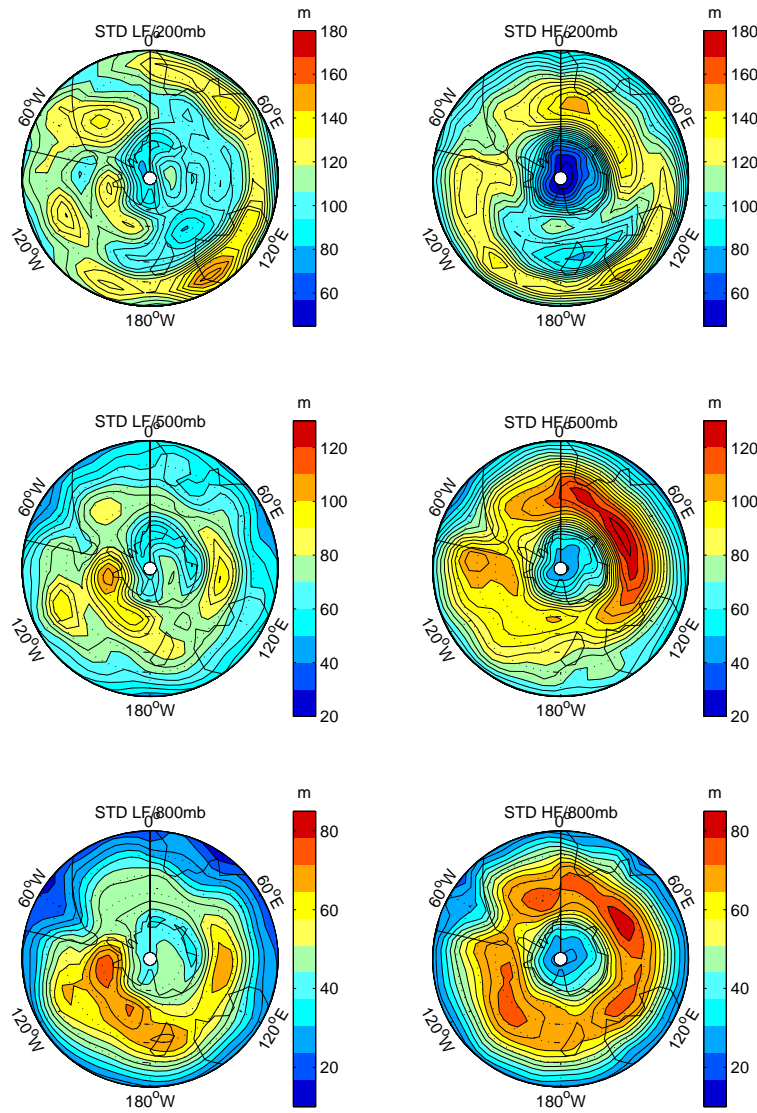 STD LF/200mb
0°
60°W
60°E
120°W
120°E
180°W
m
180
160
140
120
100
80
60
STD HF/200mb
0°
60°W
60°E
120°W
120°E
180°W
m
180
160
140
120
100
80
60
STD LF/500mb
0°
60°W
60°E
120°W
120°E
180°W
m
120
100
80
60
40
20
STD HF/500mb
0°
60°W
60°E
120°W
120°E
180°W
m
120
100
80
60
40
20
STD LF/800mb
0°
60°W
60°E
120°W
120°E
180°W
m
80
60
40
20
STD HF/800mb
0°
60°W
60°E
120°W
120°E
180°W
m
80
60
40
20